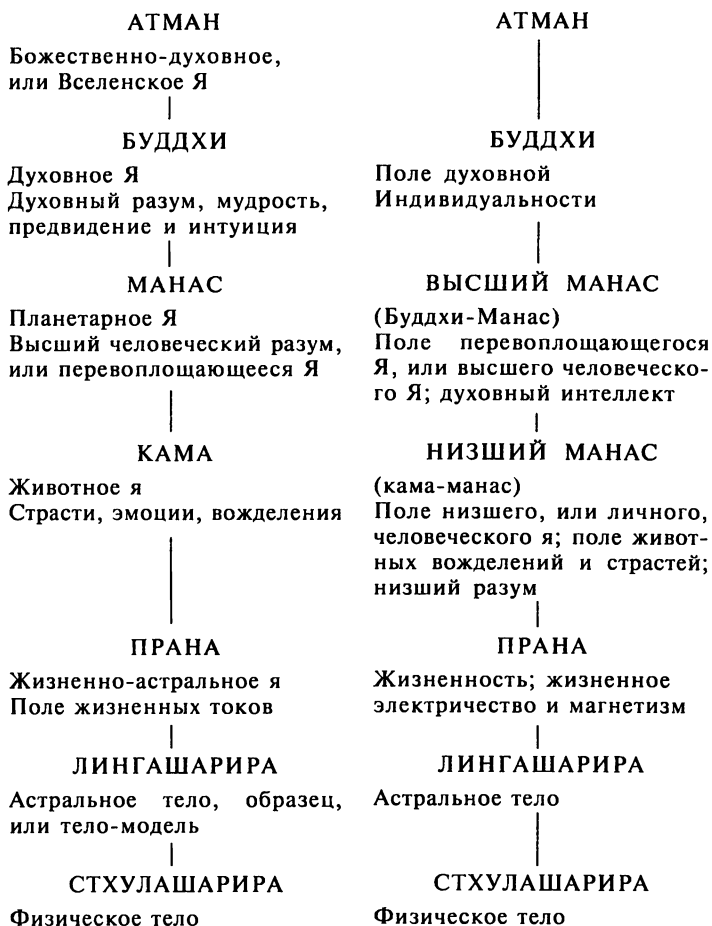 АТМАН
Божественно-духовное,
или Вселенское Я
БУДДХИ
Духовное Я
Духовный разум, мудрость,
предвидение и интуиция
МАНАС
Планетарное Я
Высший человеческий разум,
или перевоплощающееся Я
КАМА
Животное я
Страсти, эмоции, вожделения
ПРАНА
Жизненно-астральное я
Поле жизненных токов
ЛИНГАШАРИРА
Астральное тело, образец,
или тело-модель
СТХУЛАШАРИРА
Физическое тело
АТМАН
БУДДХИ
Поле духовной
Индивидуальности
ВЫСШИЙ МАНАС
(Буддхи-Манас)
Поле перевоплощающегося
Я, или высшего человеческо-
го Я; духовный интеллект
НИЗШИЙ МАНАС
(кама-манас)
Поле низшего, или личного,
человеческого я; поле живот-
ных вожделений и страстей;
низший разум
ПРАНА
Жизненность; жизненное
электричество и магнетизм
ЛИНГАШАРИРА
Астральное тело
СТХУЛАШАРИРА
Физическое тело